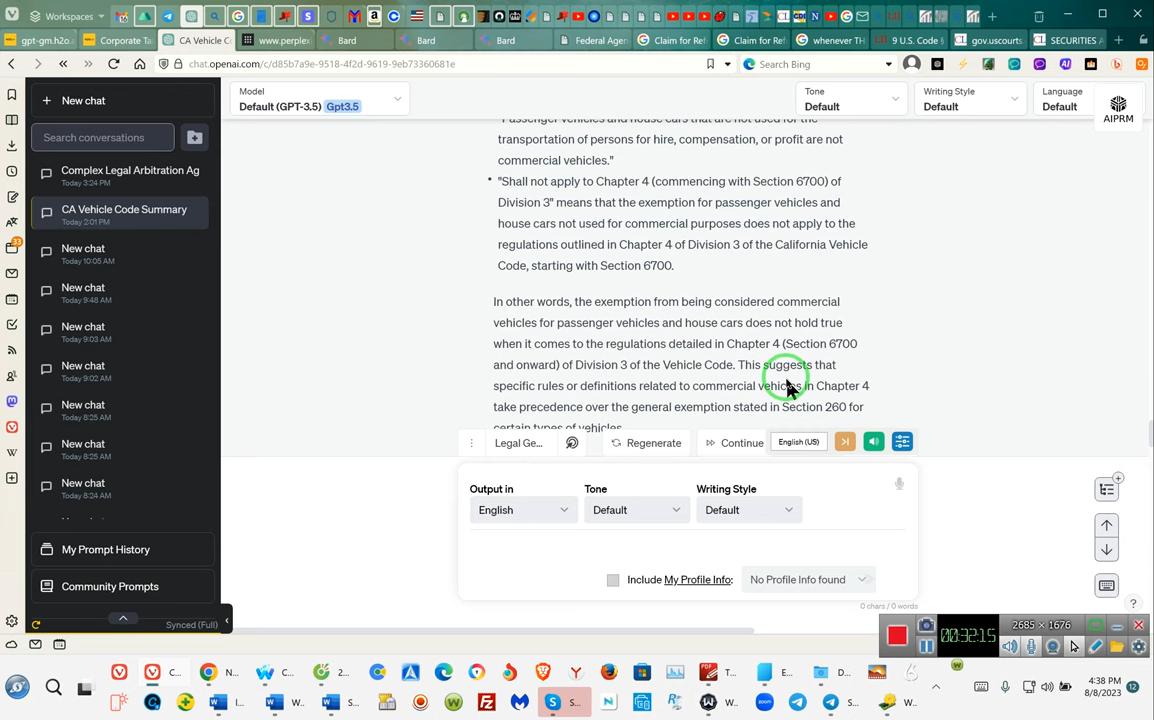 Workspaces
gpt-gm.h2o
Corporate Ta
CA Vehicle C
www.perplex
Bard
Bard
Bard
Federal Agen
Claim for Ref
Claim for Ref
whenever TH
9 U.S. Code §
gov.uscourts
SECURITIES A
chat.openai.com/c/d85b7a9e-9518-4f2d-9619-9eb73360681e
Search Bing
New chat
Search conversations
Complex Legal Arbitration Ag
Today 3:24 PM
CA Vehicle Code Summary
Today 2:01 PM
New chat
Today 10:05 AM
New chat
Today 9:48 AM
New chat
Today 9:03 AM
New chat
Today 9:02 AM
New chat
Today 8:25 AM
New chat
Today 8:25 AM
New chat
Today 8:24 AM
My Prompt History
Community Prompts
Synced (Full)
Model
Default (GPT-3.5) Gpt3.5
Tone
Default
Writing Style
Default
Language
Default
AIPRM
"Passenger vehicles and house cars that are not used for the
transportation of persons for hire, compensation, or profit are not
commercial vehicles."
• "Shall not apply to Chapter 4 (commencing with Section 6700) of
Division 3" means that the exemption for passenger vehicles and
house cars not used for commercial purposes does not apply to the
regulations outlined in Chapter 4 of Division 3 of the California Vehicle
Code, starting with Section 6700.
In other words, the exemption from being considered commercial
vehicles for passenger vehicles and house cars does not hold true
when it comes to the regulations detailed in Chapter 4 (Section 6700
and onward) of Division 3 of the Vehicle Code. This suggests that
specific rules or definitions related to commercial vehicles in Chapter 4
take precedence over the general exemption stated in Section 260 for
certain types of vehicles.
Legal Ge...
Regenerate
Continue
English (US)
Output in
English
Tone
Default
Writing Style
Default
Include My Profile Info:
No Profile Info found
0 chars / 0 words
2685 × 1676
00:32:15
C...
N...
W...
2...
T...
E...
D...
I...
W...
S...
S...
W...
S...
W...
4:38 PM
8/8/2023